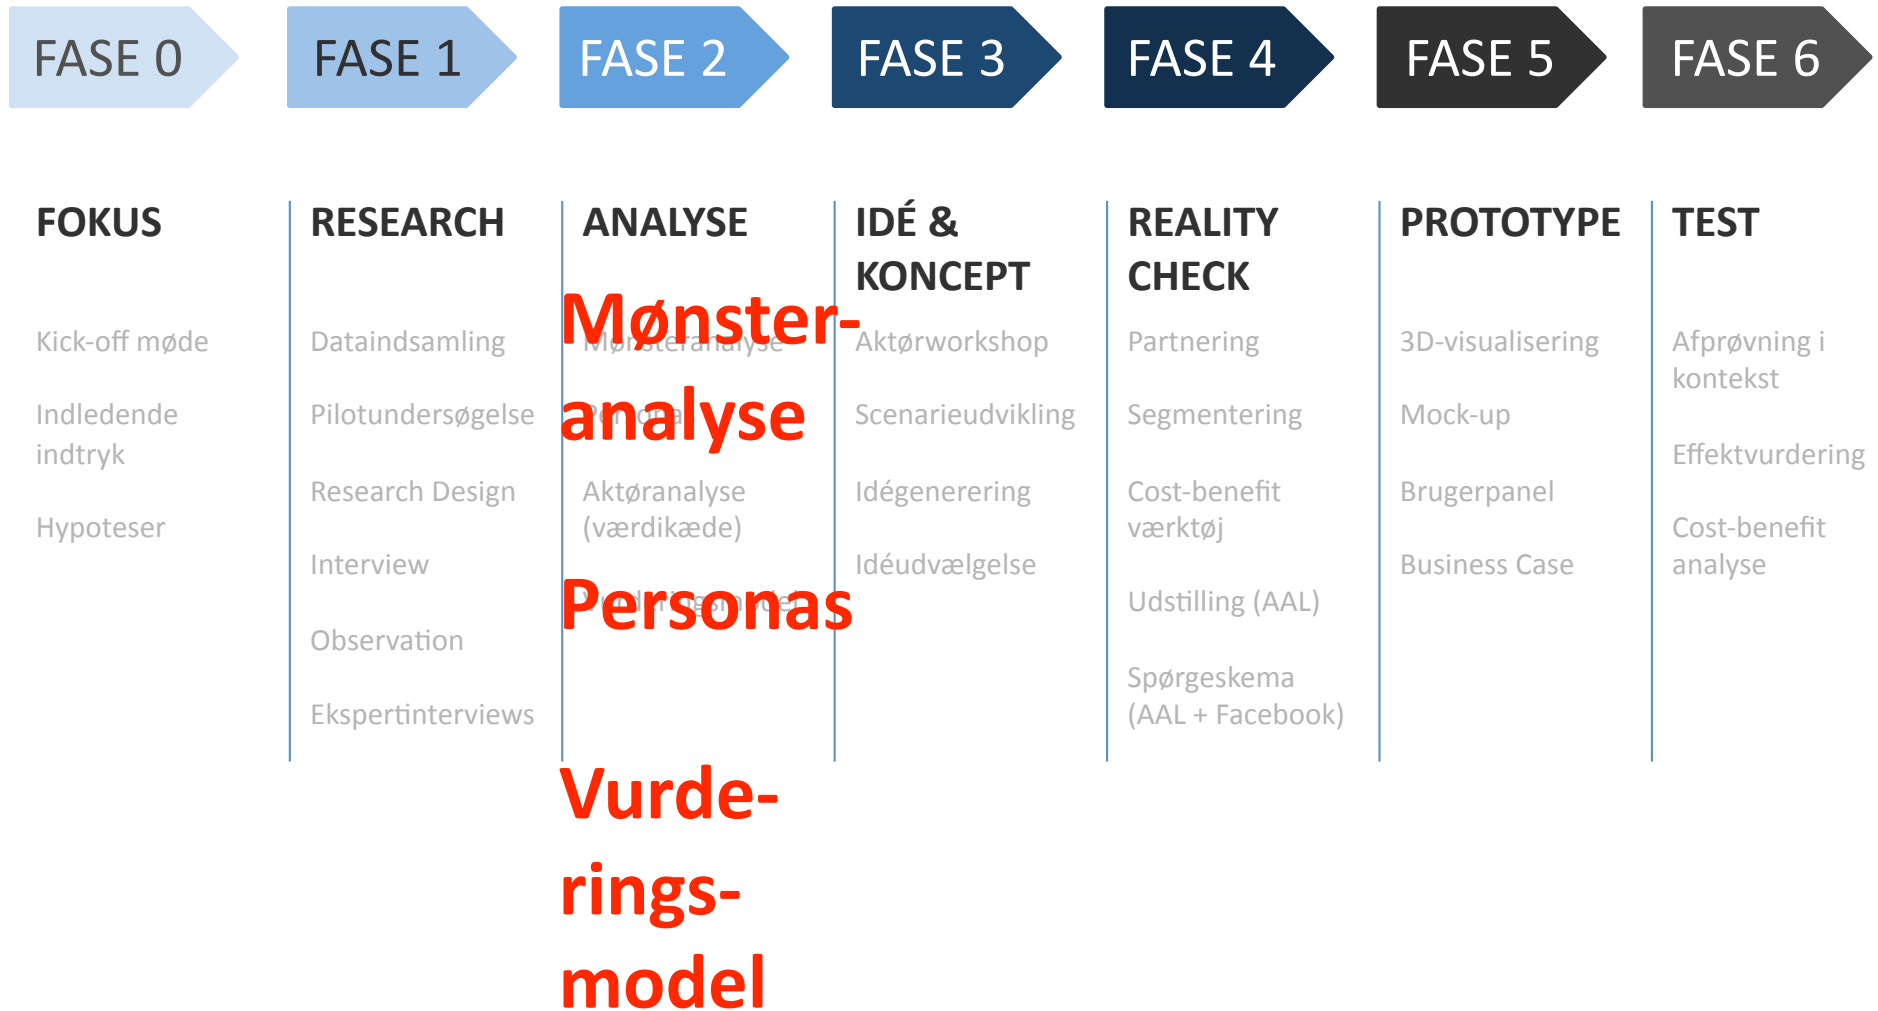 FASE 0
FASE 1
FASE 2
FASE 3
FASE 4
FASE 5
FASE 6
FOKUS
Kick-off møde
Indledende
indtryk
Hypoteser
RESEARCH
Dataindsamling
Pilotundersøgelse
Research Design
Interview
Observation
Ekspertinterviews
ANALYSE
Mønsteranalyse
Personas
Aktøranalyse
(værdikæde)
Vurderingsmodel
Mønster-
analyse
Personas
Vurde-
rings-
model
IDÉ &
KONCEPT
Aktørworkshop
Scenarieudvikling
Idégenerering
Idéudvælgelse
REALITY
CHECK
Partnering
Segmentering
Cost-benefit
værktøj
Udstilling (AAL)
Spørgeskema
(AAL + Facebook)
PROTOTYPE
3D-visualisering
Mock-up
Brugerpanel
Business Case
TEST
Afprøvning i
kontekst
Effektvurdering
Cost-benefit
analyse